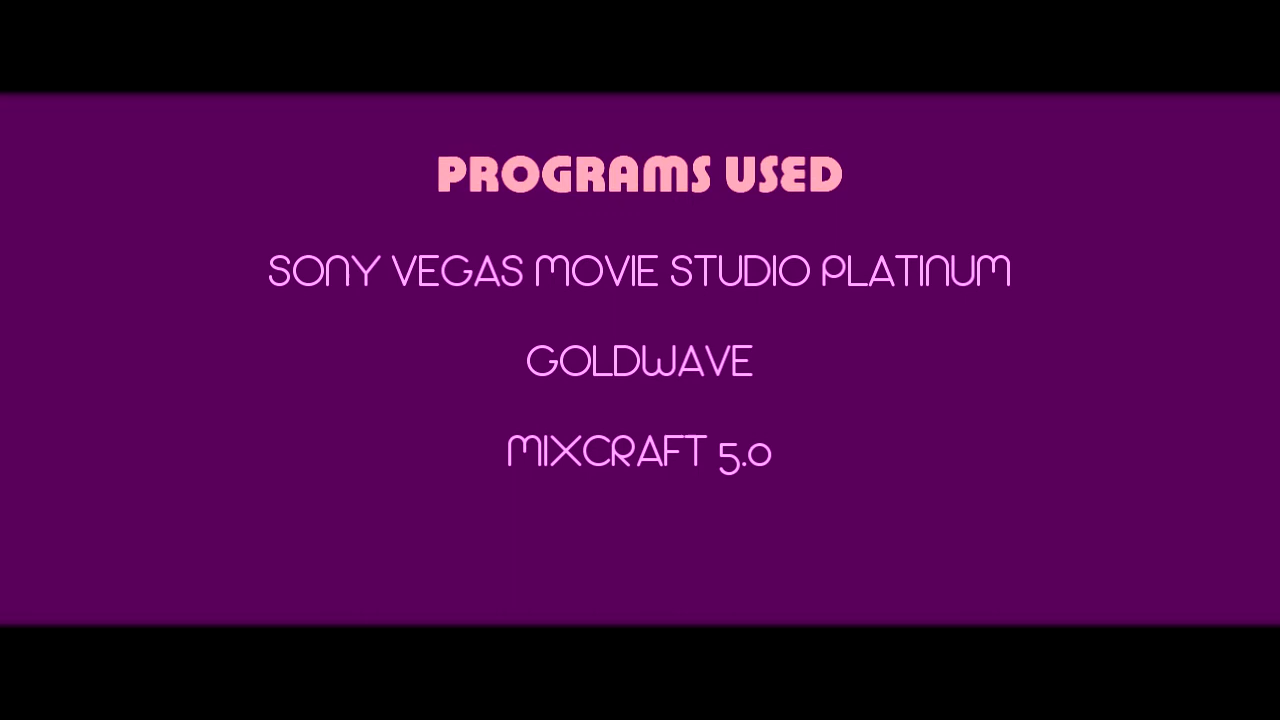 PROGRAMS USED
SONY VEGAS MOVIE STUDIO PLATINUM
GOLDWAVE
MIXCRAFT 5.0